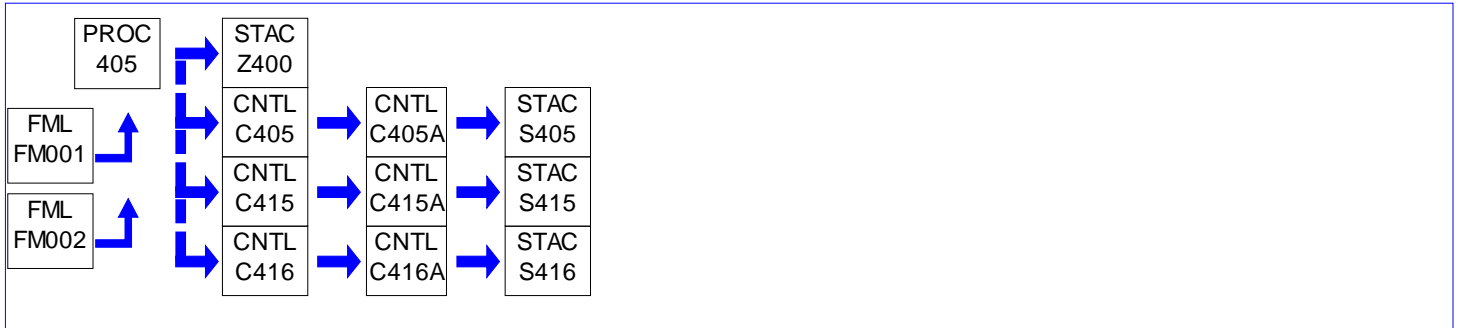 PROC
405
STAC
Z400
FML
FM001
CNTL
C405
CNTL
C405A
STAC
S405
CNTL
C415
CNTL
C415A
STAC
S415
FML
FM002
CNTL
C416
CNTL
C416A
STAC
S416